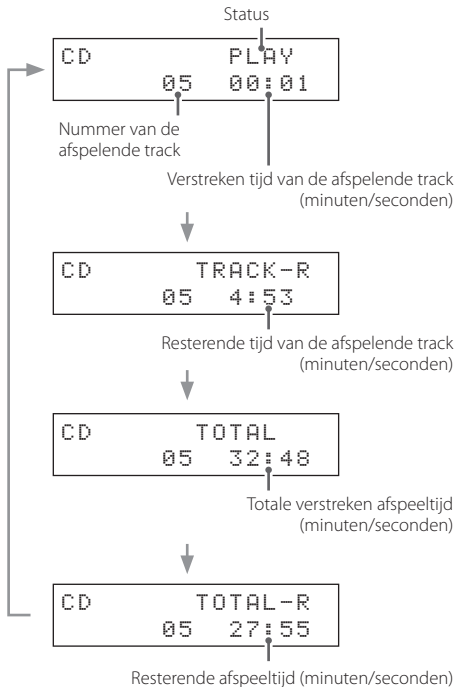 Status
CD PLAY
05 00:01
Nummer van de
afspelende track
Verstreken tijd van de afspelende track
(minuten/seconden)
CD TRACK-R
05 4:53
Resterende tijd van de afspelende track
(minuten/seconden)
CD TOTAL
05 32:48
Totale verstreken afspeeltijd
(minuten/seconden)
CD TOTAL-R
05 27:55
Resterende afspeeltijd (minuten/seconden)